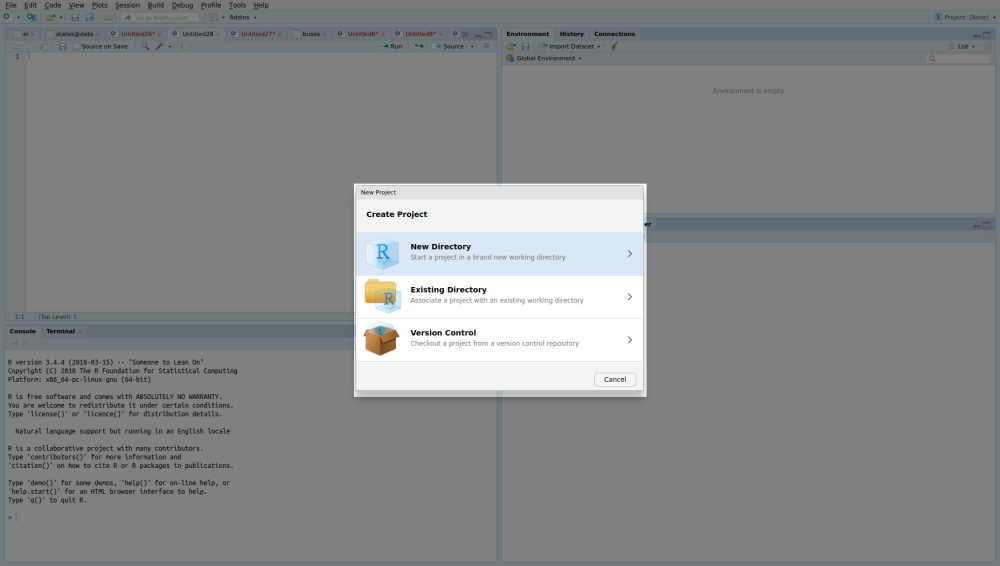 File Edit Code View Plots Session Build Debug Profile Tools Help
Go to file/function Addins
Project: (None)
states@data Untitled26* Untitled28 Untitled27* buses Untitled8* Untitled9*
Source on Save Run Source
1
1:1 (Top Level)
Environment History Connections
Import Dataset List
Global Environment
Environment is empty
er
New Project
Create Project
New Directory
Start a project in a brand new working directory
Existing Directory
Associate a project with an existing working directory
Version Control
Checkout a project from a version control repository
Cancel
Console Terminal
~/
R version 3.4.4 (2018-03-15) -- "Someone to Lean On"
Copyright (C) 2018 The R Foundation for Statistical Computing
Platform: x86_64-pc-linux-gnu (64-bit)
R is free software and comes with ABSOLUTELY NO WARRANTY.
You are welcome to redistribute it under certain conditions.
Type 'license()' or 'licence()' for distribution details.
Natural language support but running in an English locale
R is a collaborative project with many contributors.
Type 'contributors()' for more information and
'citation()' on how to cite R or R packages in publications.
Type 'demo()' for some demos, 'help()' for on-line help, or
'help.start()' for an HTML browser interface to help.
Type 'q()' to quit R.
>